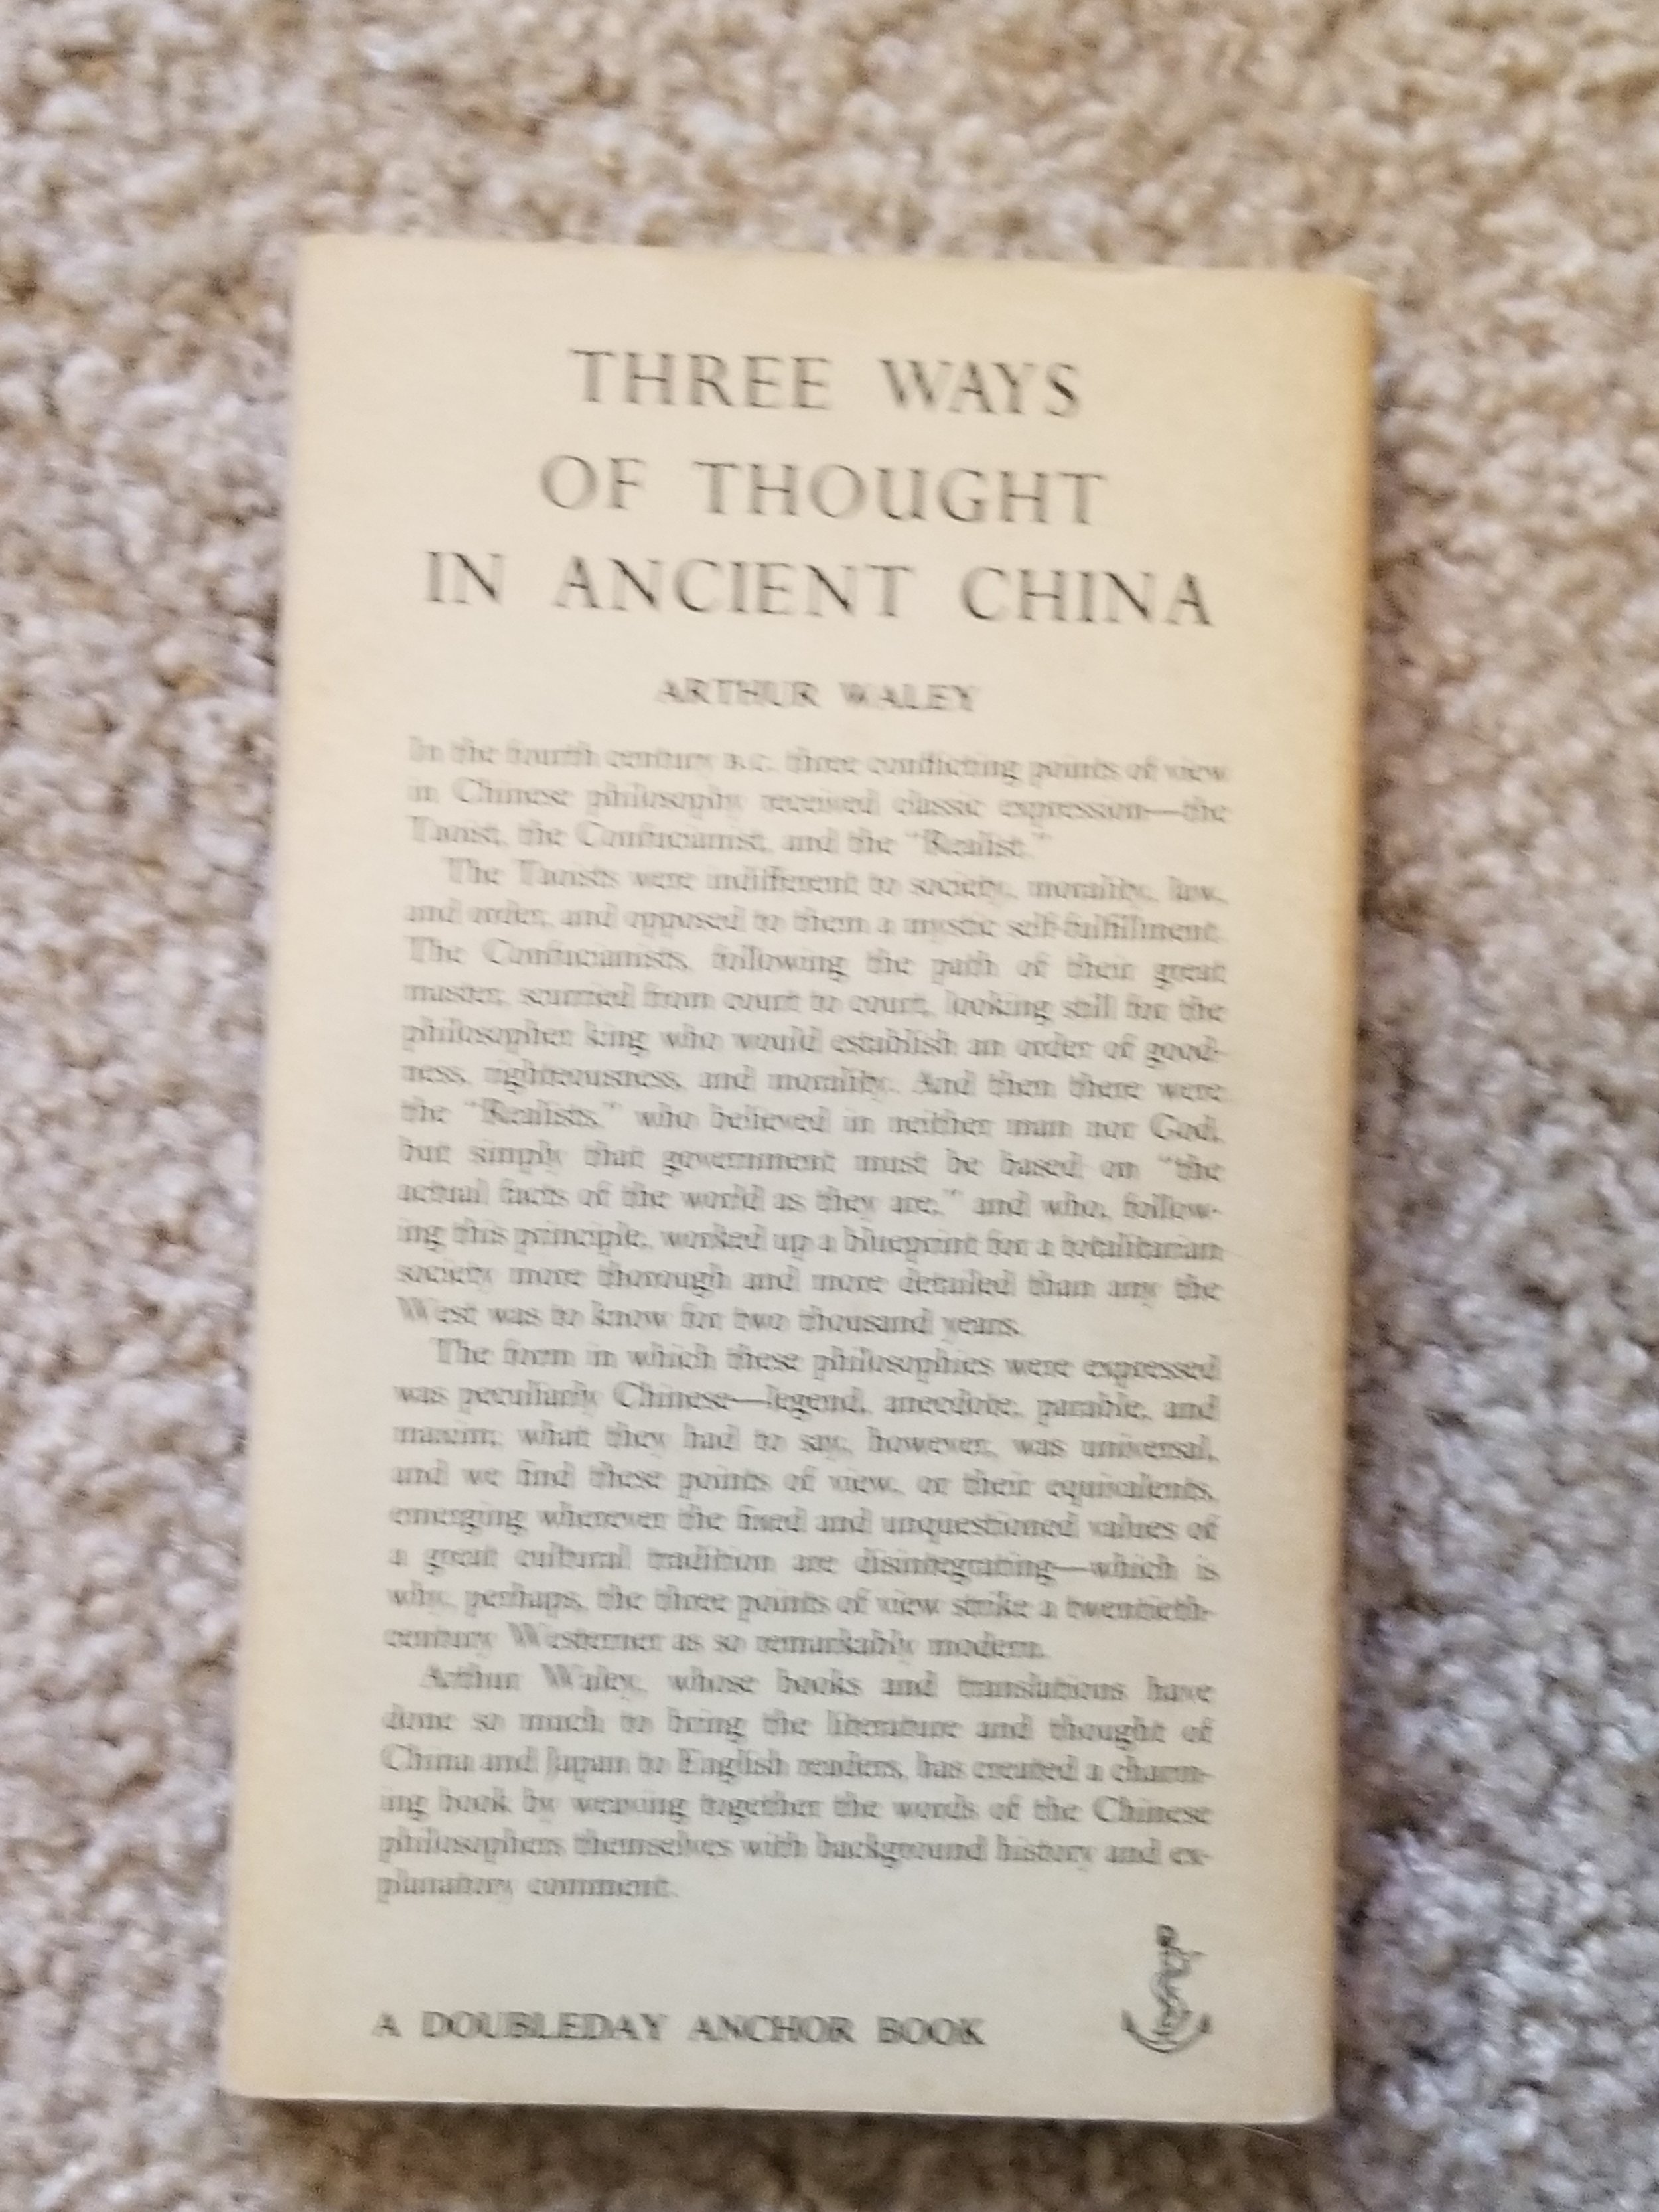 THREE WAYS
OF THOUGHT
IN ANCIENT CHINA
ARTHUR WALEY
In the fourth century B.C. three conflicting points of view
in Chinese philosophy received classic expression—the
Taoist, the Confucianist, and the "Realist."
The Taoists were indifferent to society, morality, law,
and order, and opposed to them a mystic self-fulfillment.
The Confucianists, following the path of their great
master, scurried from court to court, looking still for the
philosopher king who would establish an order of good-
ness, righteousness, and morality. And then there were
the "Realists," who believed in neither man nor God,
but simply that government must be based on "the
actual facts of the world as they are," and who, follow-
ing this principle, worked up a blueprint for a totalitarian
society more thorough and more detailed than any the
West was to know for two thousand years.
The form in which these philosophies were expressed
was peculiarly Chinese—legend, anecdote, parable, and
maxim; what they had to say, however, was universal,
and we find these points of view, or their equivalents,
emerging wherever the fixed and unquestioned values of
a great cultural tradition are disintegrating—which is
why, perhaps, the three points of view strike a twentieth-
century Westerner as so remarkably modern.
Arthur Waley, whose books and translations have
done so much to bring the literature and thought of
China and Japan to English readers, has created a charm-
ing book by weaving together the words of the Chinese
philosophers themselves with background history and ex-
planatory comment.
A DOUBLEDAY ANCHOR BOOK